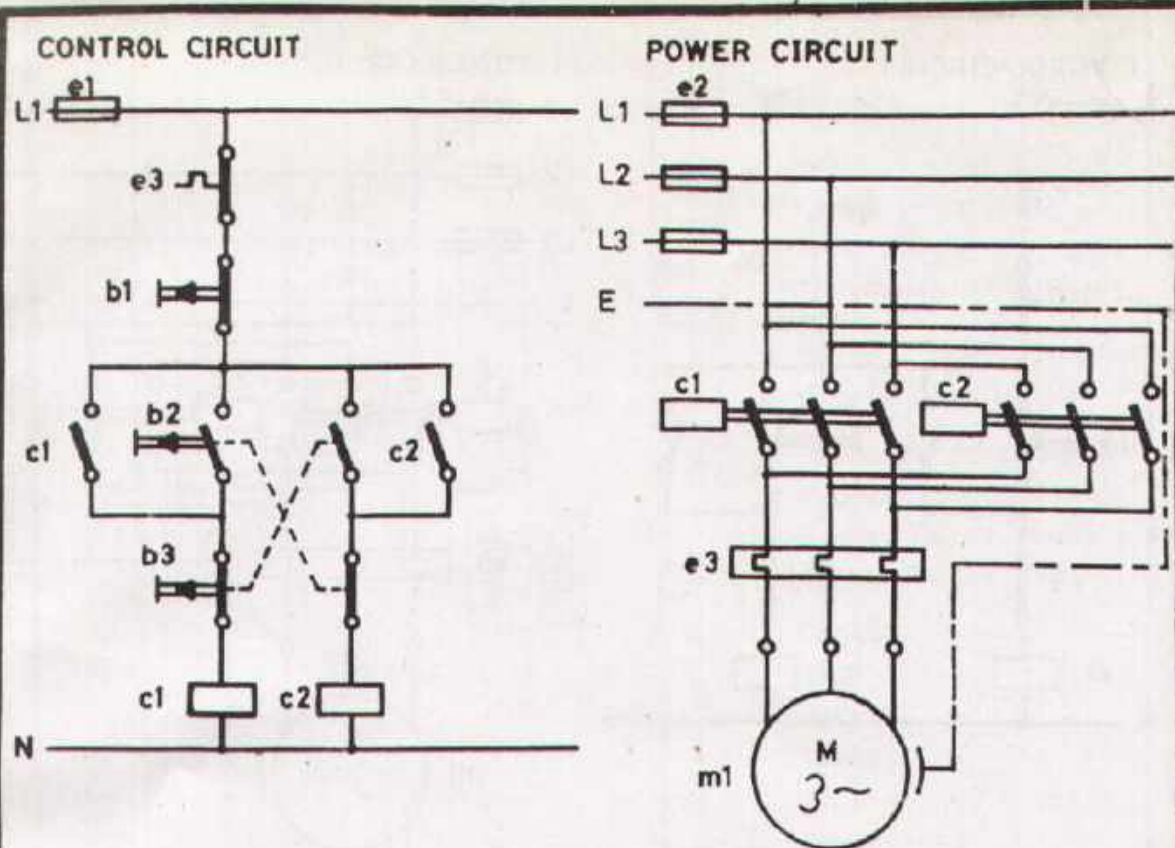 CONTROL CIRCUIT
e1
L1
e3
b1
c1
b2
c2
b3
c1
c2
N
POWER CIRCUIT
e2
L1
L2
L3
E
c1
c2
e3
m1
M
3~